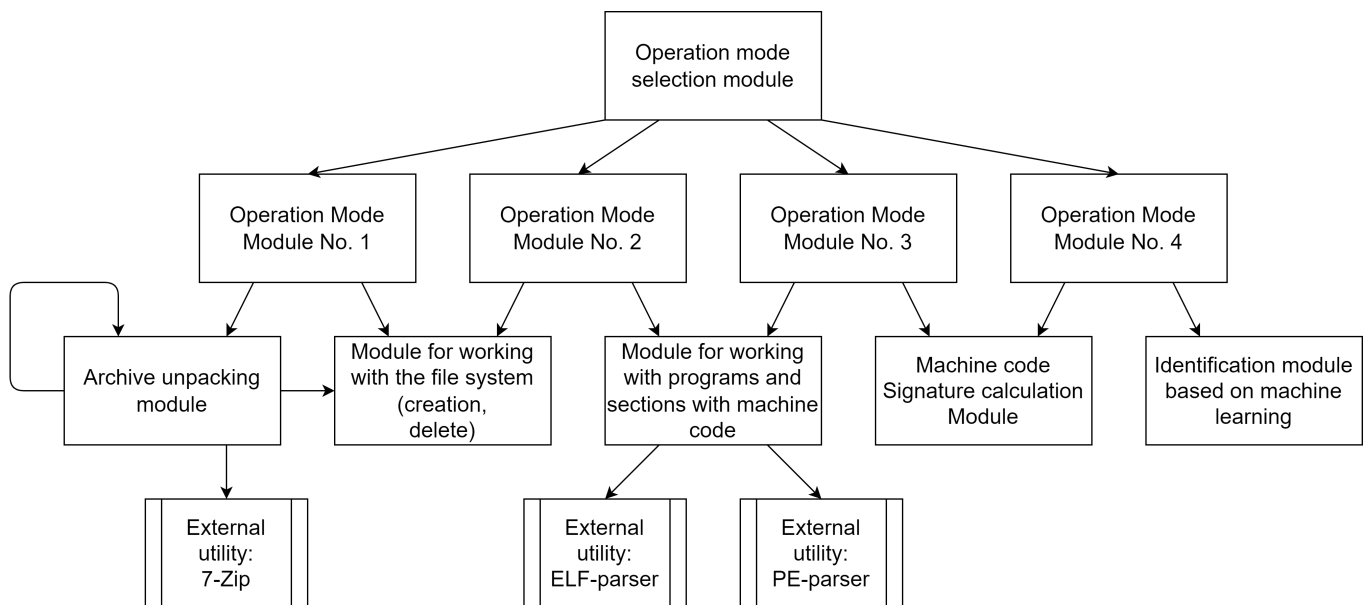 Operation mode
selection module
Operation Mode
Module No. 1
Operation Mode
Module No. 2
Operation Mode
Module No. 3
Operation Mode
Module No. 4
Archive unpacking
module
Module for working
with the file system
(creation,
delete)
Module for working
with programs and
sections with machine
code
Machine code
Signature calculation
Module
Identification module
based on machine
learning
External
utility:
7-Zip
External
utility:
ELF-parser
External
utility:
PE-parser